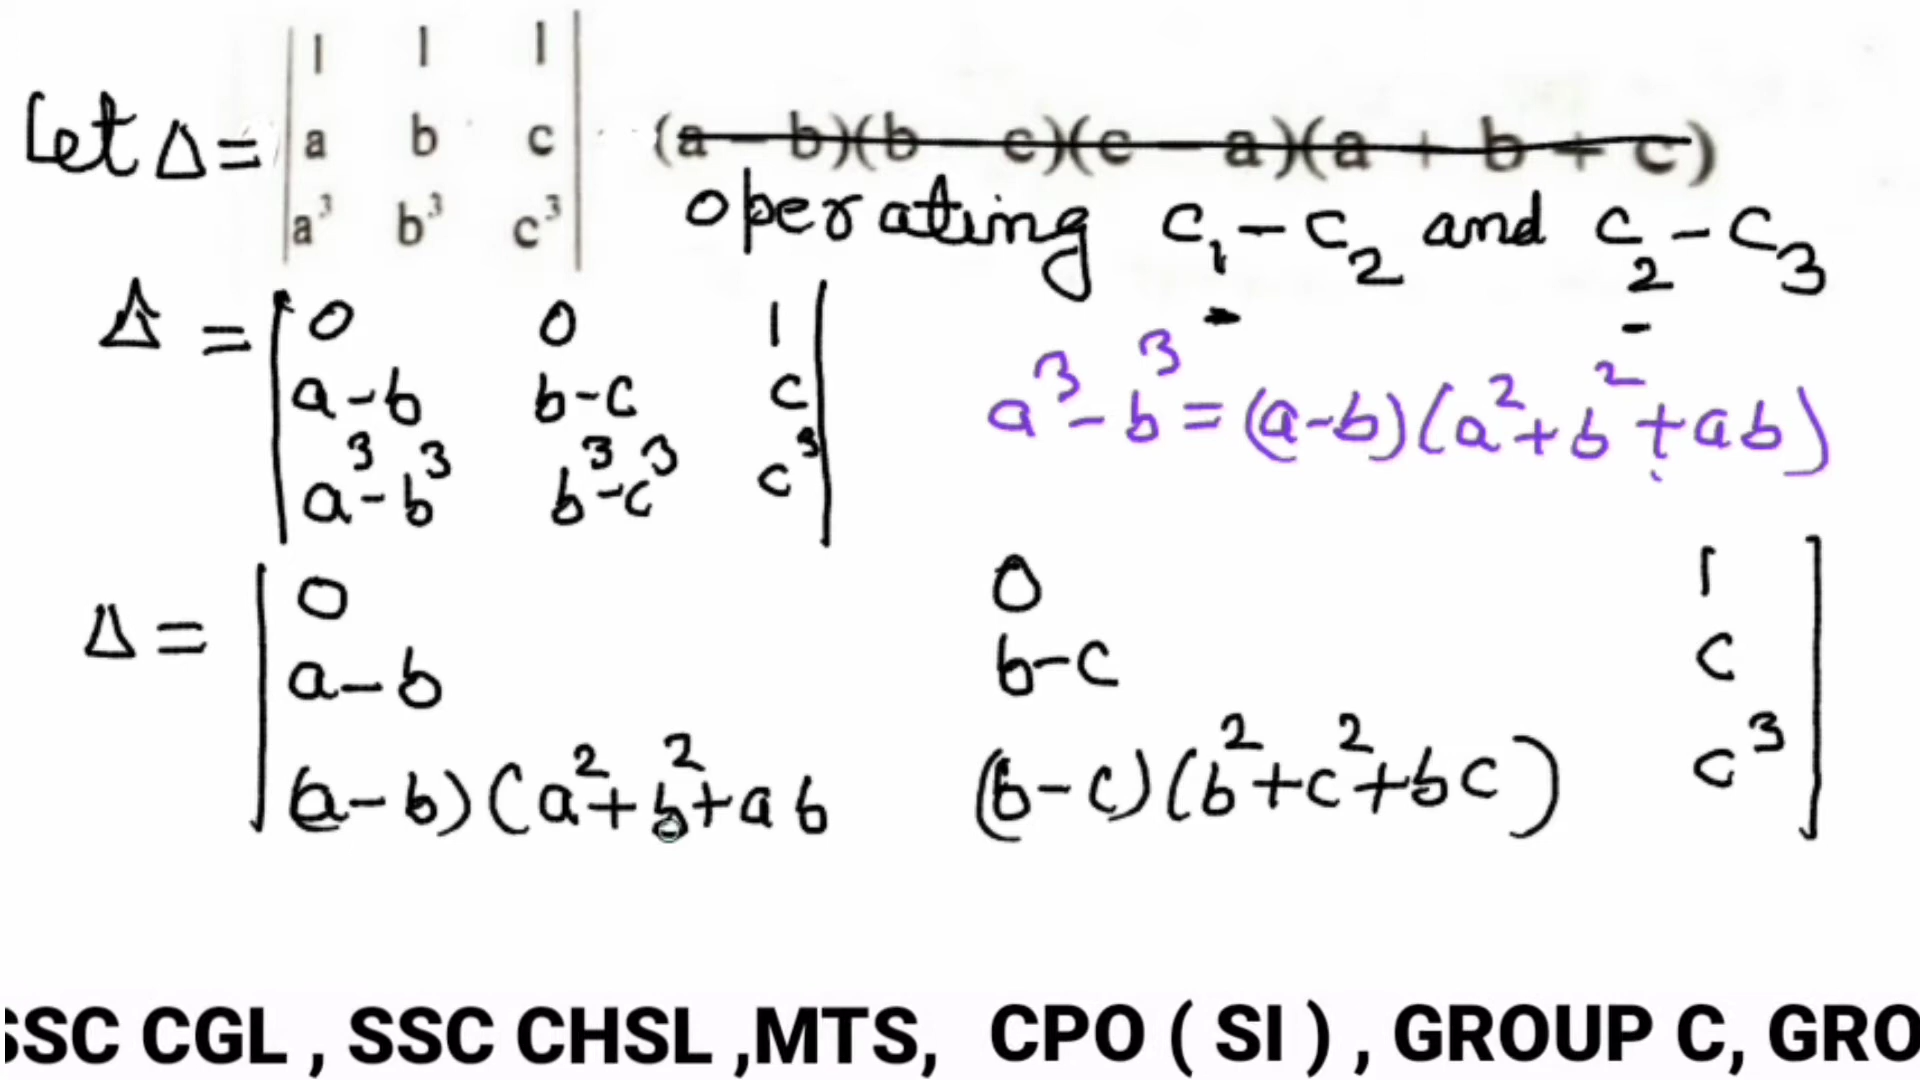 1 1 1
Let Δ = a b c (a - b)(b - c)(c - a)(a + b + c)
a³ b³ c³
operating C₁-C₂ and C₂-C₃
Δ = 0 0 1
a-b b-c c
a³-b³ b³-c³ c³
a³-b³=(a-b)(a²+b²+ab)
Δ = 0 0 1
a-b b-c c
(a-b)(a²+b²+ab (b-c)(b²+c²+bc) c³
SSC CGL , SSC CHSL ,MTS, CPO ( SI ) , GROUP C, GRO